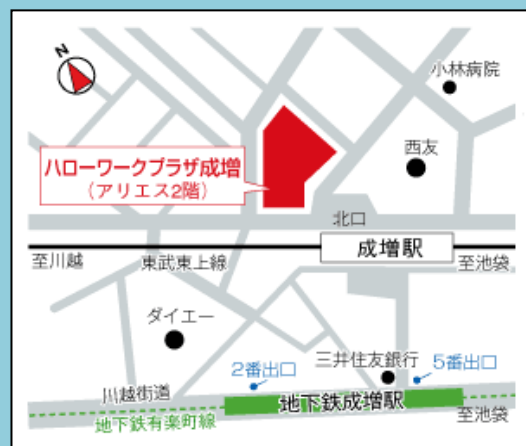 N
小林病院
西友
ハローワークプラザ成増
（アリエス2階）
北口
成増駅
至川越
東武東上線
至池袋
ダイエー
三井住友銀行
2番出口
5番出口
川越街道
地下鉄成増駅
地下鉄有楽町線
至池袋